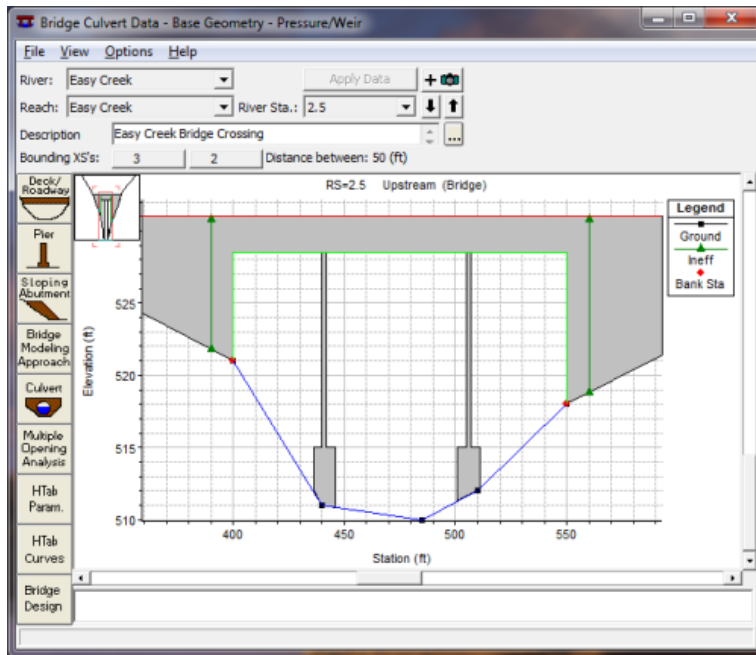 Bridge Culvert Data - Base Geometry - Pressure/Weir
File View Options Help
River: Easy Creek Apply Data +
Reach: Easy Creek River Sta.: 2.5
Description Easy Creek Bridge Crossing ...
Bounding XS's: 3 2 Distance between: 50 (ft)
Deck/
Roadway
Pier
Sloping
Abutment
Bridge
Modeling
Approach
Culvert
Multiple
Opening
Analysis
HTab
Param.
HTab
Curves
Bridge
Design
RS=2.5 Upstream (Bridge)
Legend
Ground
Ineff
Bank Sta
Elevation (ft)
525
520
515
510
400 450 500 550
Station (ft)